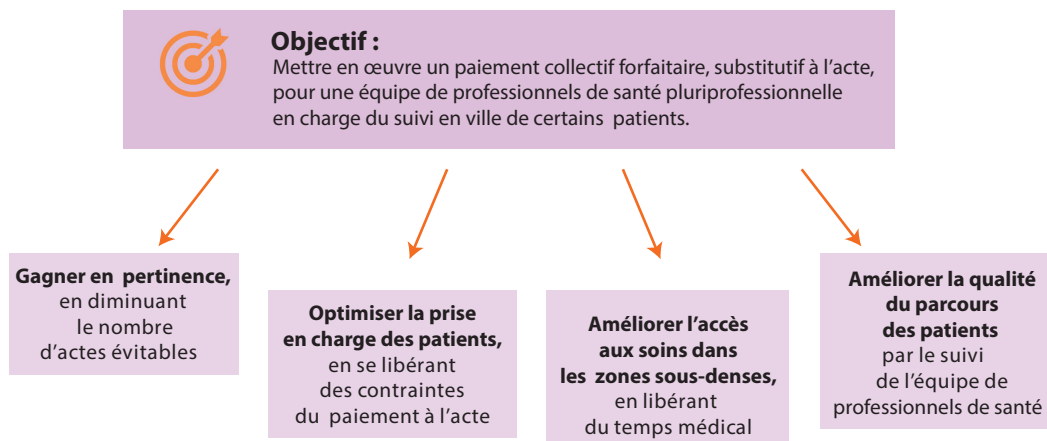 Objectif :
Mettre en œuvre un paiement collectif forfaitaire, substitutif à l'acte,
pour une équipe de professionnels de santé pluriprofessionnelle
en charge du suivi en ville de certains patients.
Gagner en pertinence,
en diminuant
le nombre
d'actes évitables
Optimiser la prise
en charge des patients,
en se libérant
des contraintes
du paiement à l'acte
Améliorer l'accès
aux soins dans
les zones sous-denses,
en libérant
du temps médical
Améliorer la qualité
du parcours
des patients
par le suivi
de l'équipe de
professionnels de santé